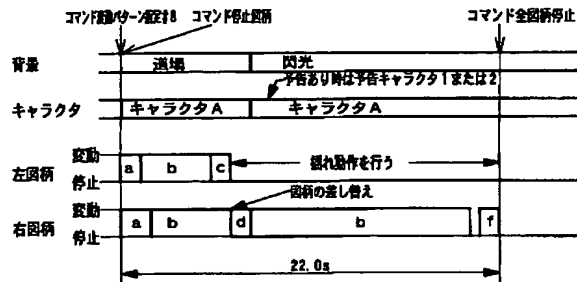 コマンド変動パターン指定#8 コマンド停止図柄 コマンド全図柄停止
背景 道場 閃光
予告あり時は予告キャラクタ1または2
キャラクタ キャラクタA キャラクタA
変動
左図柄 a b c 揺れ動作を行う
停止
図柄の差し替え
変動
右図柄 a b d b f
停止
22.0s